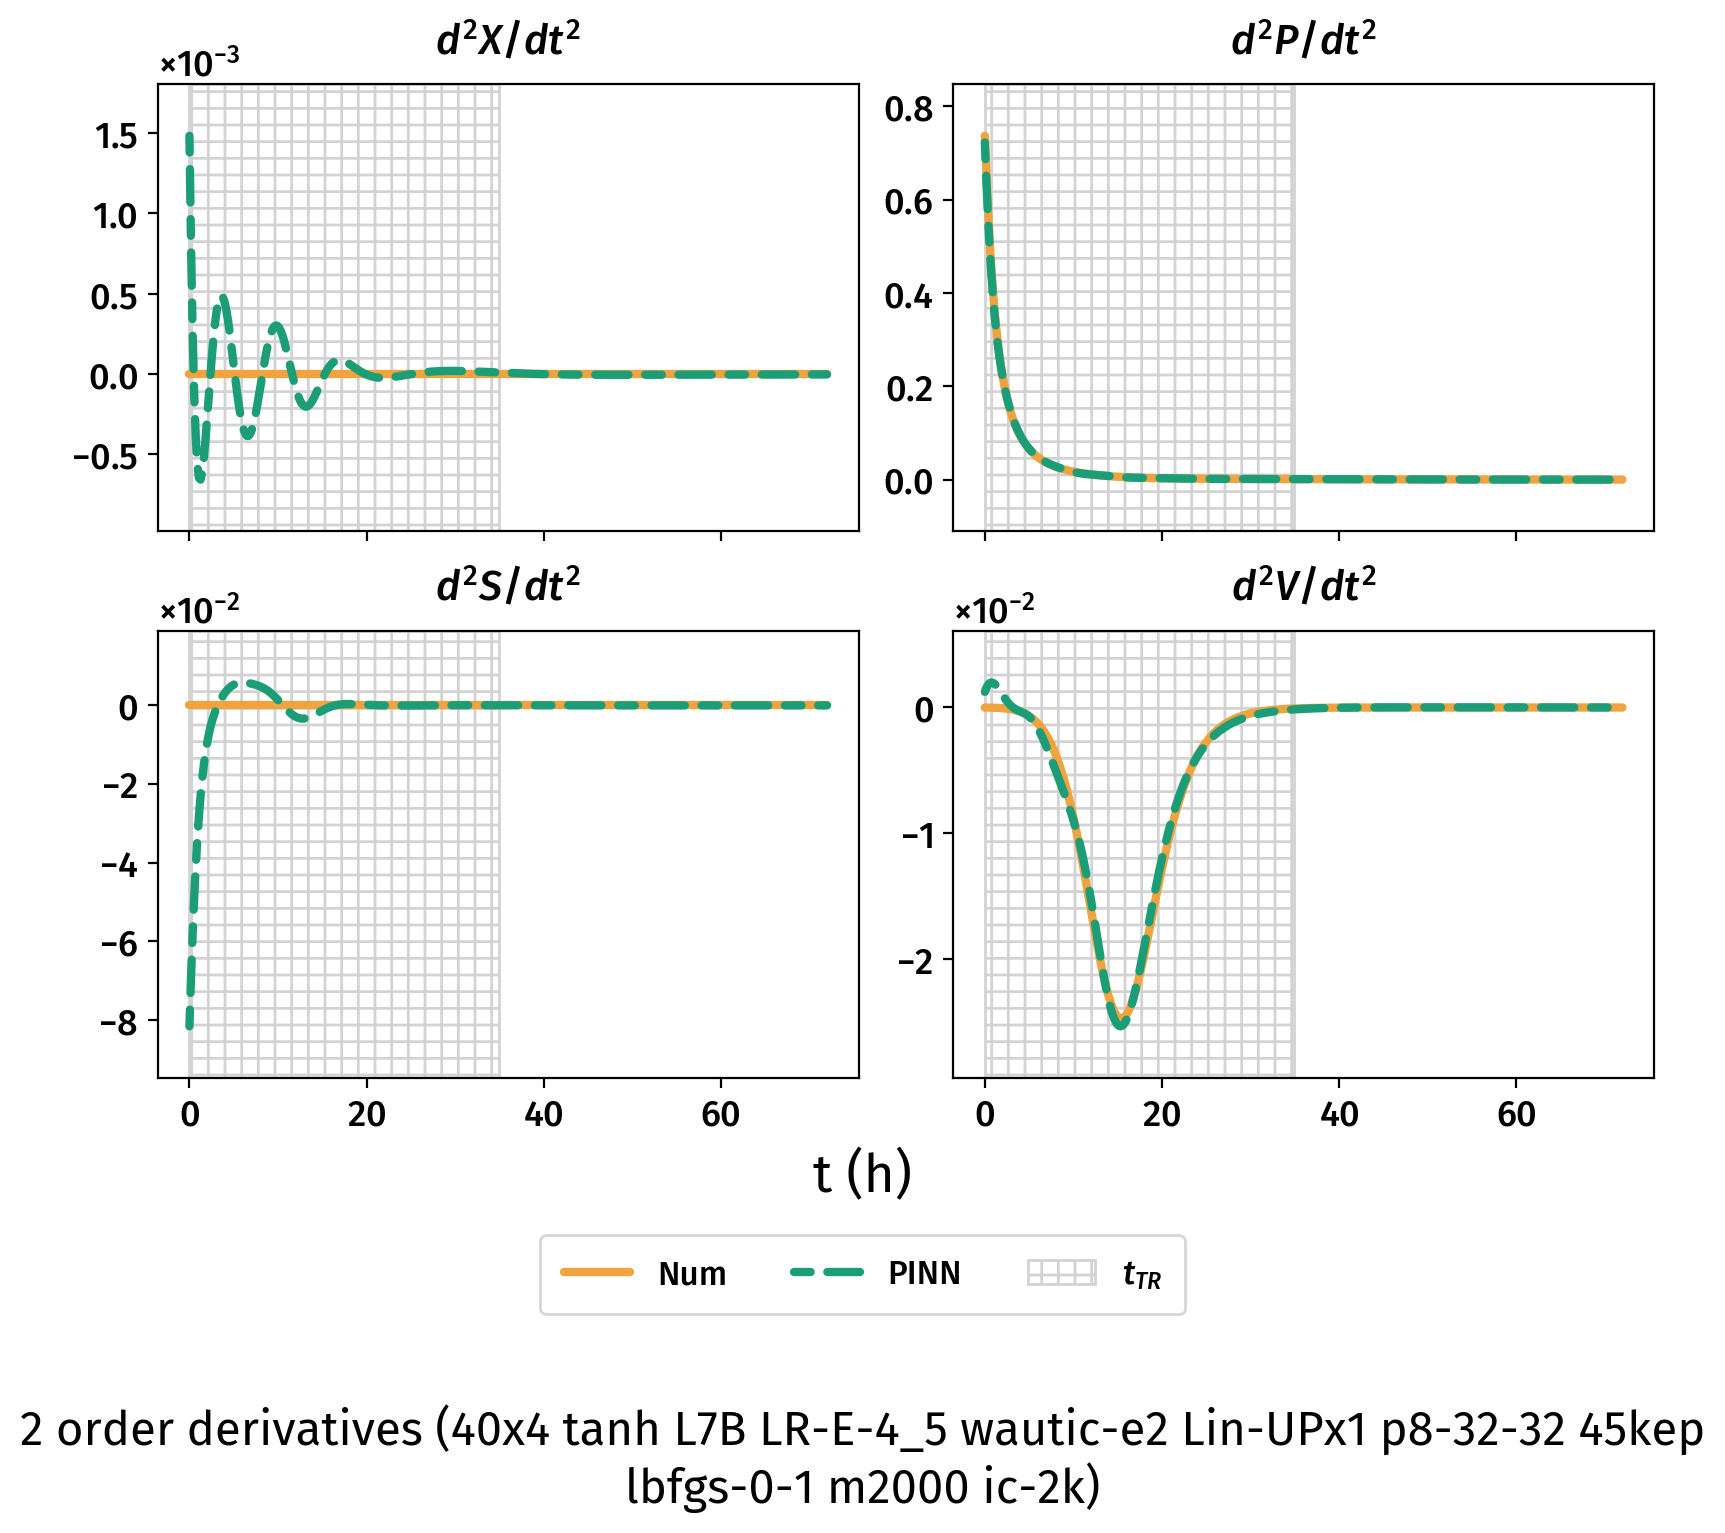 d²X/dt²
×10⁻³
1.5
1.0
0.5
0.0
−0.5
d²P/dt²
0.8
0.6
0.4
0.2
0.0
d²S/dt²
×10⁻²
0
−2
−4
−6
−8
0 20 40 60
d²V/dt²
×10⁻²
0
−1
−2
0 20 40 60
t (h)
Num PINN t_TR
2 order derivatives (40x4 tanh L7B LR-E-4_5 wautic-e2 Lin-UPx1 p8-32-32 45kep
lbfgs-0-1 m2000 ic-2k)